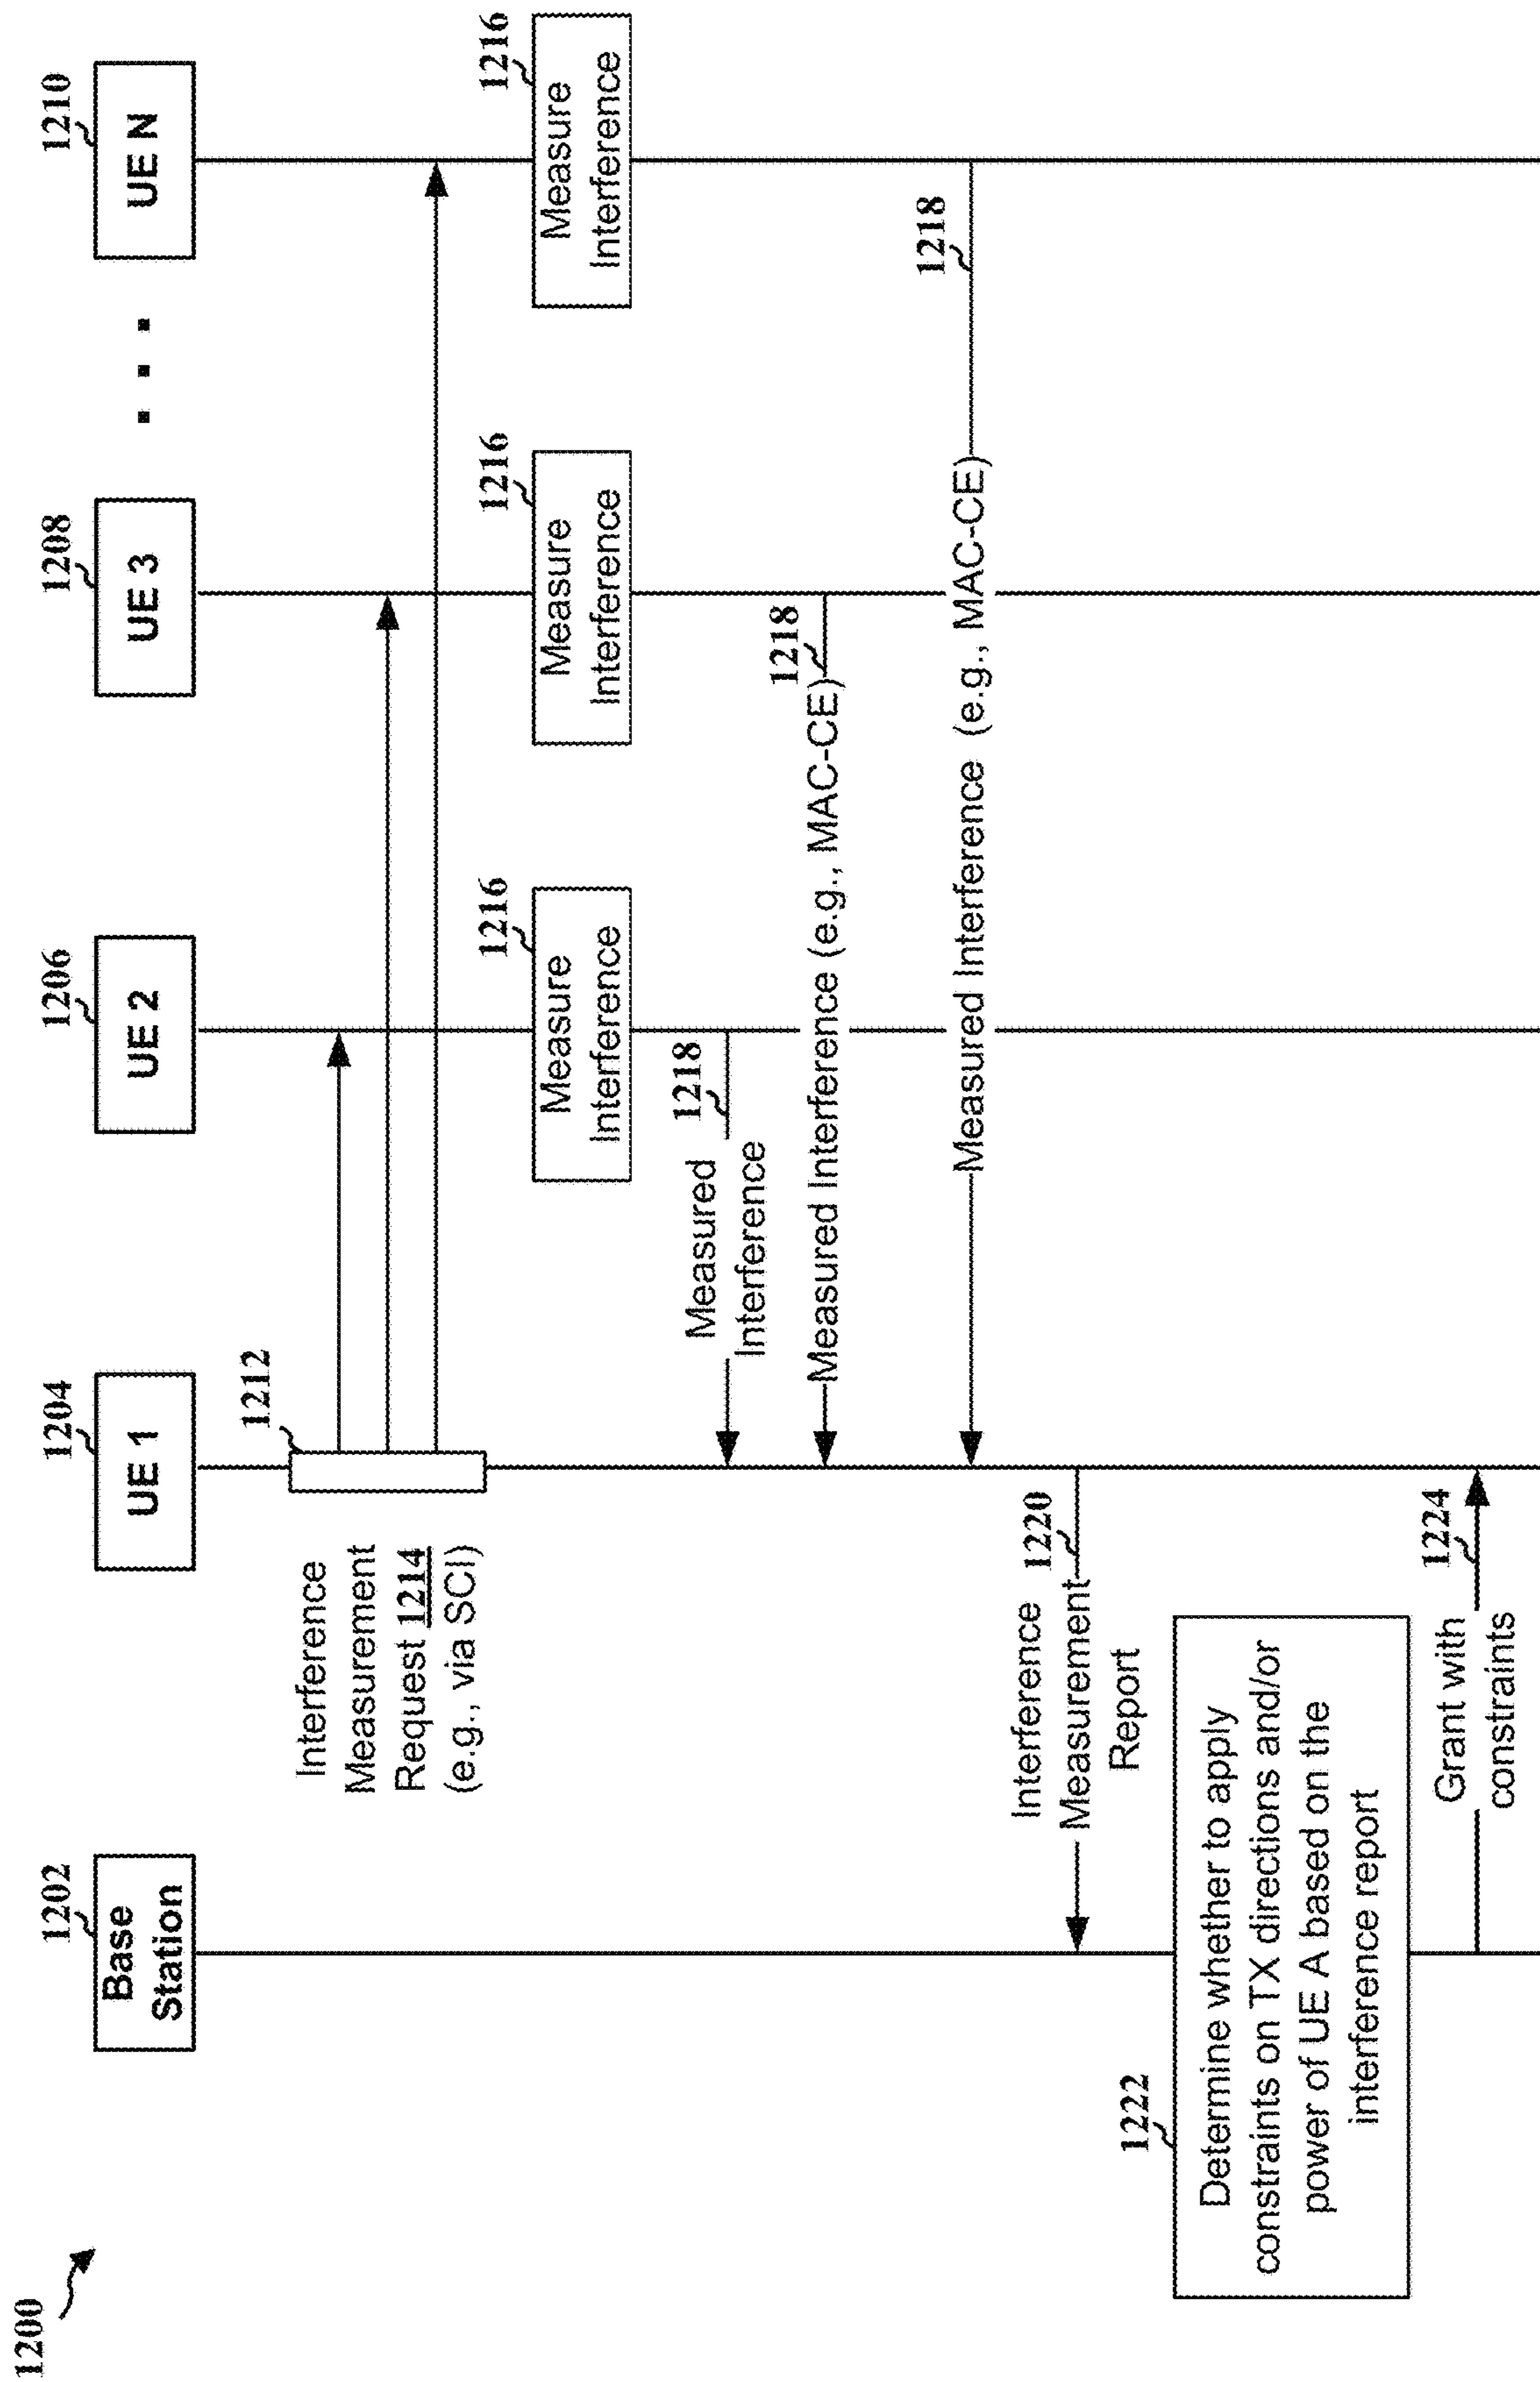 1200
1202
Base
Station
1204
UE 1
1206
UE 2
1208
UE 3
. . .
1210
UE N
1212
Interference
Measurement
Request 1214
(e.g., via SCI)
1216
Measure
Interference
1216
Measure
Interference
1216
Measure
Interference
1218
Measured
Interference
1218
Measured Interference (e.g., MAC-CE)
1218
Measured Interference (e.g., MAC-CE)
1220
Interference
Measurement
Report
1222
Determine whether to apply
constraints on TX directions and/or
power of UE A based on the
interference report
1224
Grant with
constraints